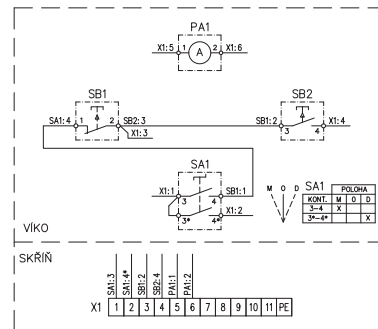 PA1
X1:5 1 A 2 X1:6
SB1
SB2
SA1:4 1 2 SB2:3
X1:3
SB1:2 3 4 X1:4
SA1
X1:1 3 4 SB1:1
3* 4* X1:2
M O D
SA1 POLOHA
KONT. M O D
3-4 X
3*-4* X
VÍKO
SKŘÍŇ
SA1:3
SA1:4*
SB1:2
SB2:4
PA1:1
PA1:2
X1 1 2 3 4 5 6 7 8 9 10 11 PE